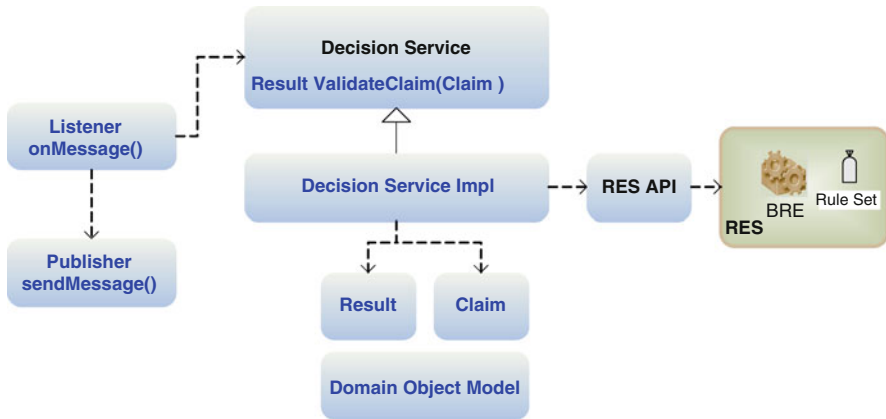 Decision Service
Result ValidateClaim(Claim )
Listener
onMessage()
Decision Service Impl
RES API
BRE
Rule Set
RES
Publisher
sendMessage()
Result
Claim
Domain Object Model